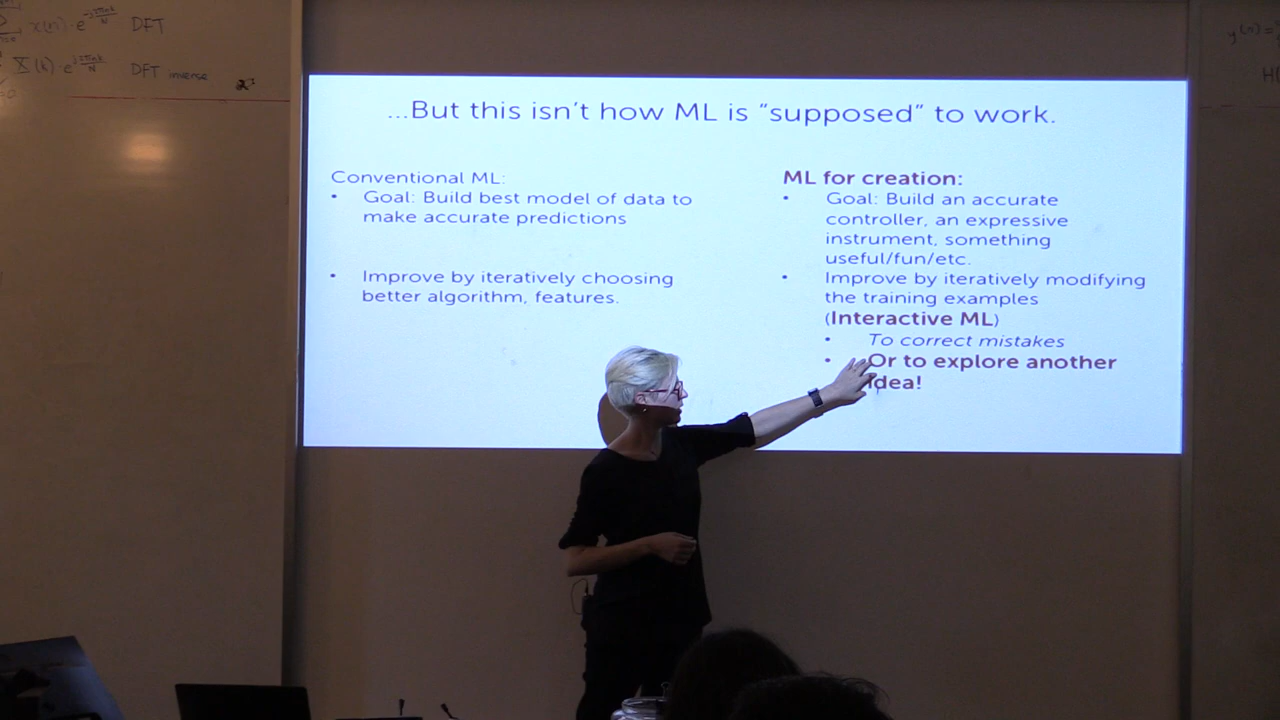 x(n)·e DFT
X(k)·e DFT inverse
...But this isn't how ML is “supposed” to work.
Conventional ML:
• Goal: Build best model of data to
make accurate predictions
• Improve by iteratively choosing
better algorithm, features.
ML for creation:
• Goal: Build an accurate
controller, an expressive
instrument, something
useful/fun/etc.
• Improve by iteratively modifying
the training examples
(Interactive ML)
• To correct mistakes
• Or to explore another
idea!
y(n)=